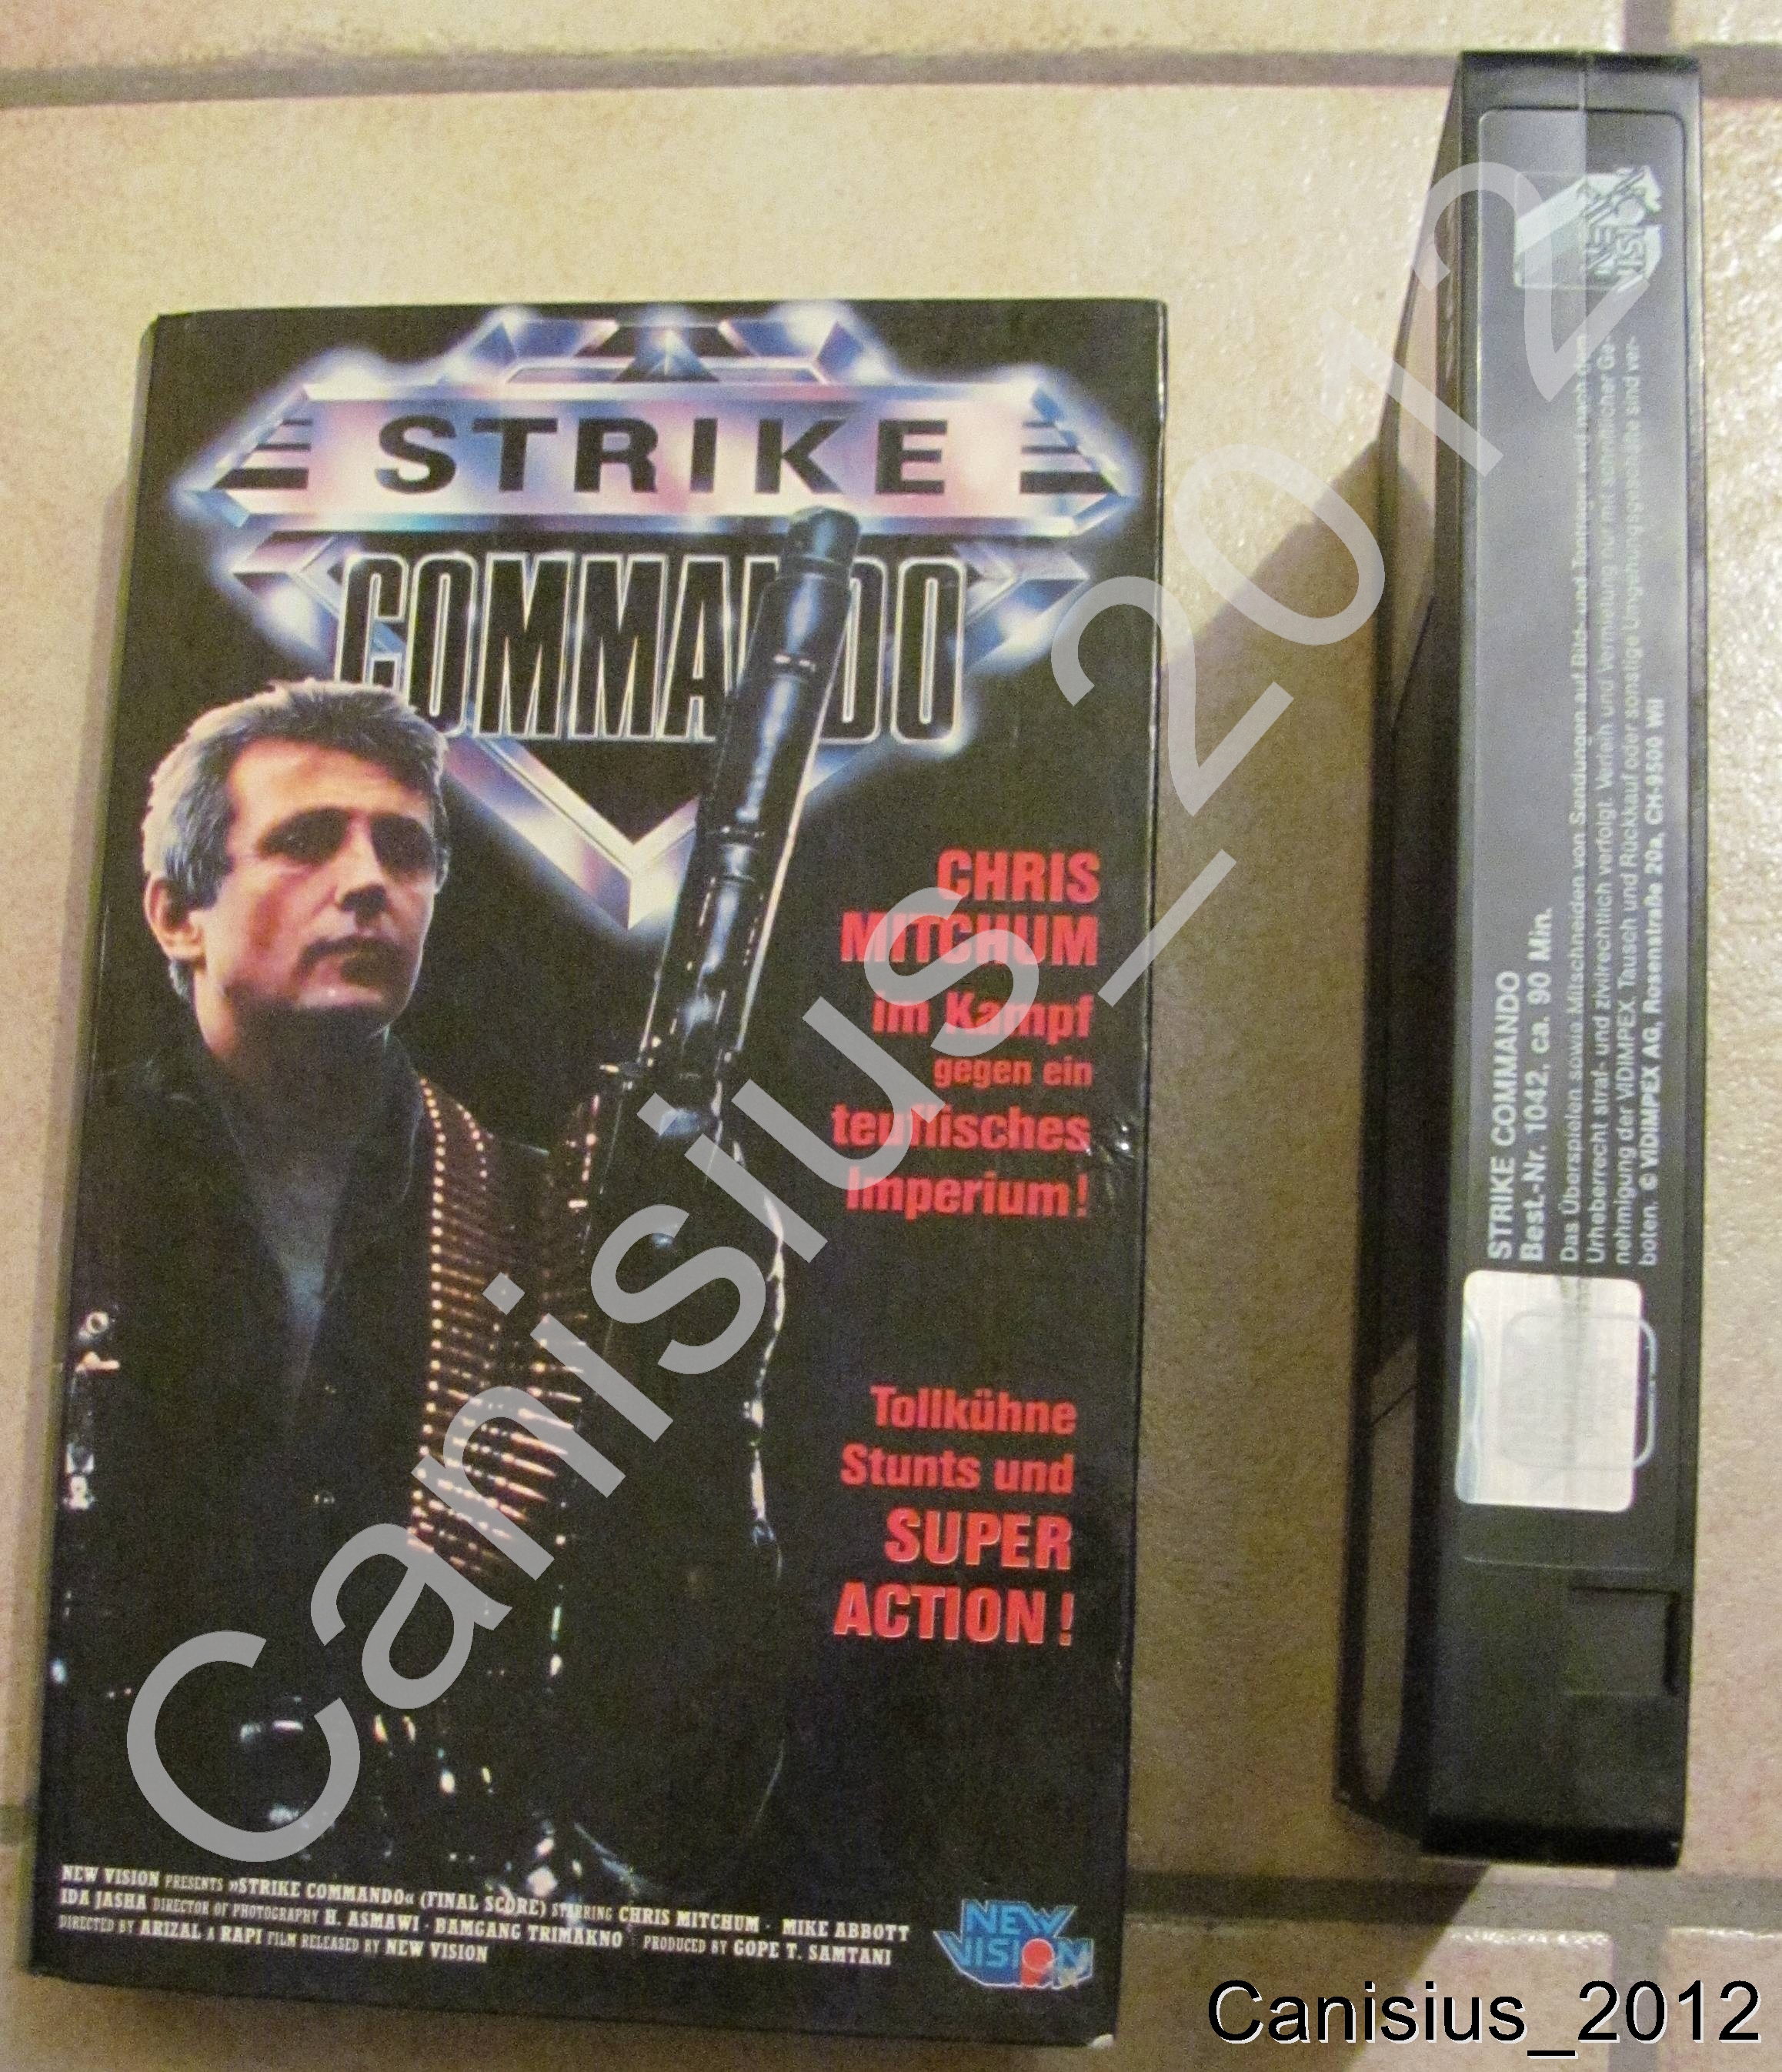 STRIKE
COMMANDO
CHRIS
MITCHUM
im Kampf
gegen ein
teuflisches
Imperium!
Tollkühne
Stunts und
SUPER
ACTION!
NEW VISION PRESENTS »STRIKE COMMANDO« (FINAL SCORE) STARRING CHRIS MITCHUM · MIKE ABBOTT
IDA JASHA DIRECTOR OF PHOTOGRAPHY H. ASMAWI · BAMGANG TRIMAKNO PRODUCED BY GOPE T. SAMTANI
DIRECTED BY ARIZAL A RAPI FILM RELEASED BY NEW VISION
NEW
VISION
NEW
VISION
STRIKE COMMANDO
Best.-Nr. 1042, ca. 90 Min.
Das Überspielen sowie Mitschneiden von Sendungen auf Bild- und Tonträger wird nach dem
Urheberrecht straf- und zivilrechtlich verfolgt. Verleih und Vermietung nur mit schriftlicher Ge-
nehmigung der VIDIMPEX. Tausch und Rückkauf oder sonstige Umgehungsgeschäfte sind ver-
boten. © VIDIMPEX AG, Rosenstraße 20a, CH-9500 Wil
Canisius_2012
Canisius_2012